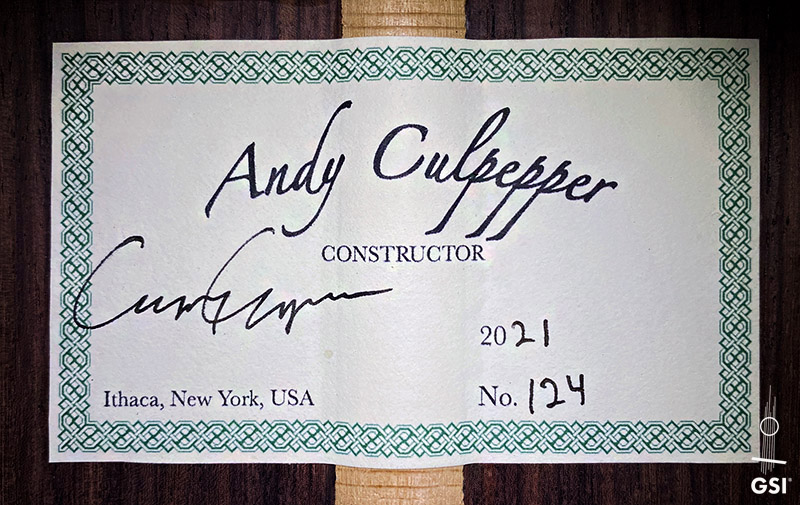 Andy Culpepper
CONSTRUCTOR
2021
Ithaca, New York, USA
No. 124
GSI